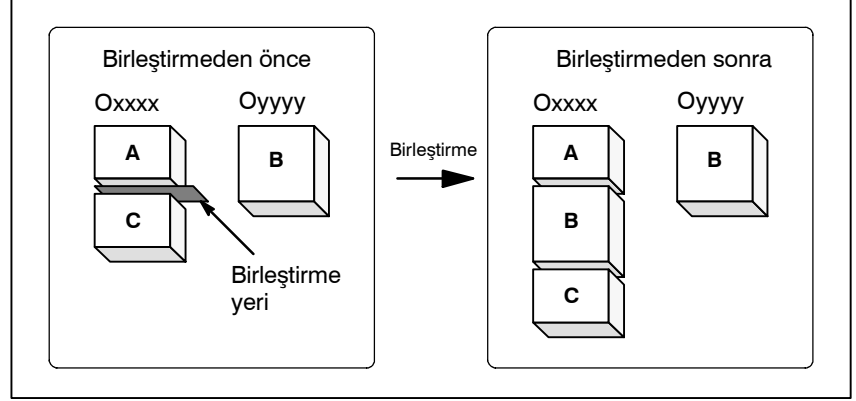 Birleştirmeden önce
Oxxxx
Oyyyy
A
B
C
Birleştirme
yeri
Birleştirme
Birleştirmeden sonra
Oxxxx
Oyyyy
A
B
B
C